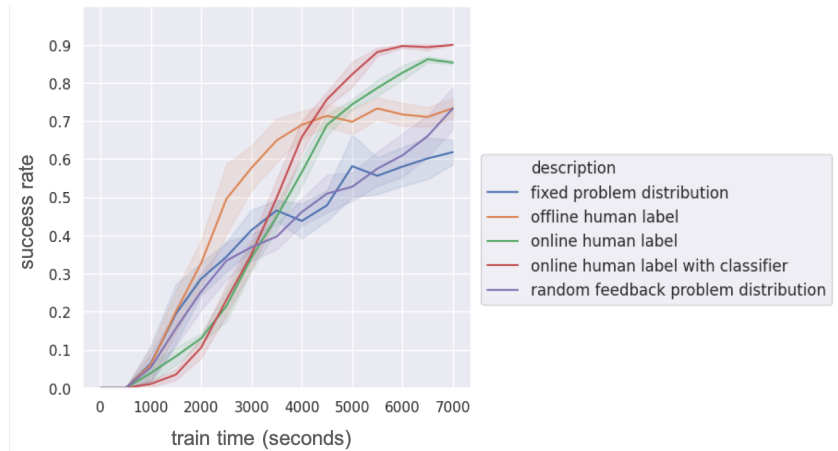 0.9
0.8
0.7
0.6
0.5
0.4
0.3
0.2
0.1
0.0
success rate
0 1000 2000 3000 4000 5000 6000 7000
train time (seconds)
description
fixed problem distribution
offline human label
online human label
online human label with classifier
random feedback problem distribution